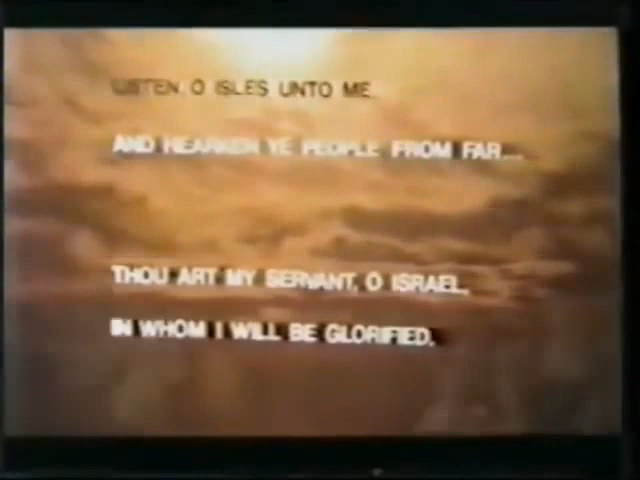 LISTEN, O ISLES UNTO ME,
AND HEARKEN YE PEOPLE FROM FAR...
THOU ART MY SERVANT, O ISRAEL,
IN WHOM I WILL BE GLORIFIED.